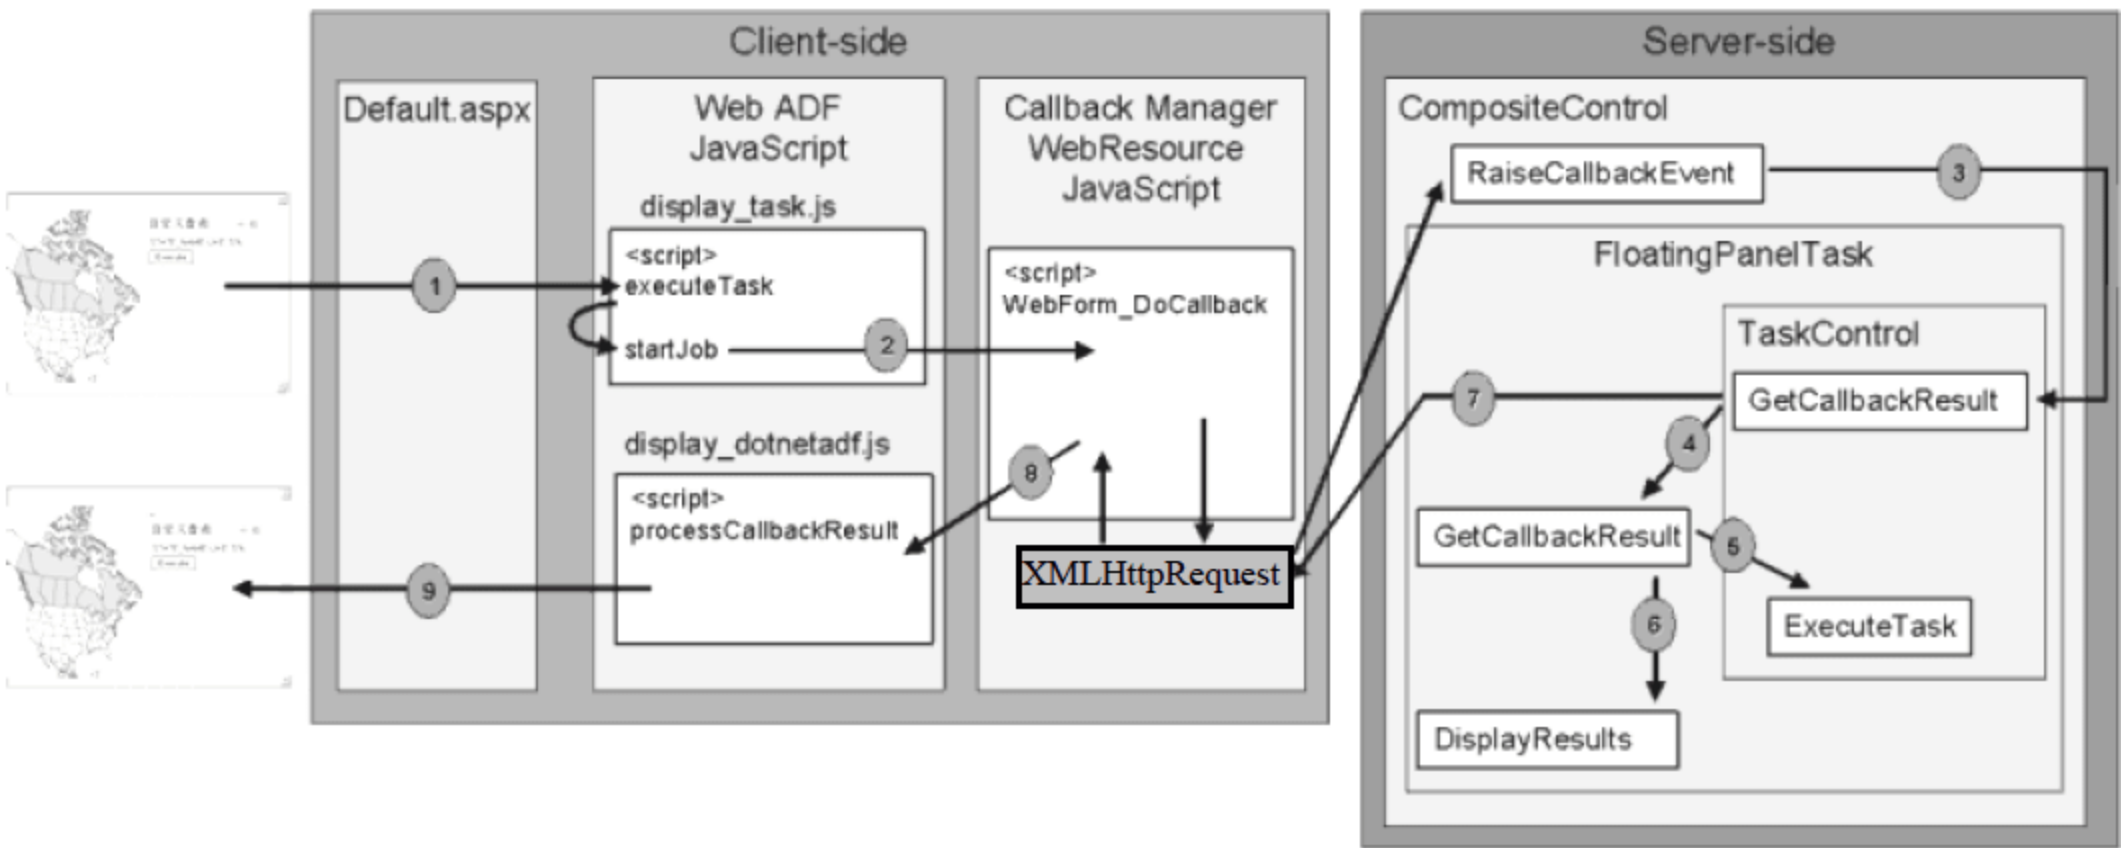 Client-side
Default.aspx
Web ADF
JavaScript
display_task.js
<script>
executeTask
startJob
display_dotnetadf.js
<script>
processCallbackResult
Callback Manager
WebResource
JavaScript
<script>
WebForm_DoCallback
XMLHttpRequest
Server-side
CompositeControl
RaiseCallbackEvent
FloatingPanelTask
TaskControl
GetCallbackResult
GetCallbackResult
ExecuteTask
DisplayResults
1
2
3
4
5
6
7
8
9